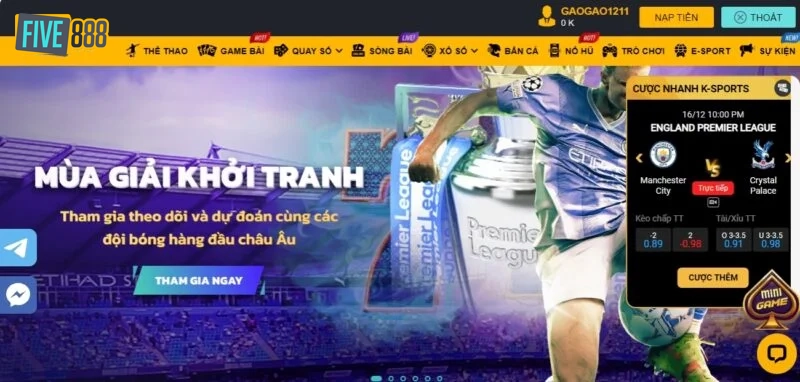 FIVE888
GAOGAO1211
0 K
NẠP TIỀN
THOÁT
THỂ THAO
HOT!
GAME BÀI
QUAY SỐ
LIVE!
SÒNG BÀI
XỔ SỐ
BẮN CÁ
HOT!
NỔ HŨ
TRÒ CHƠI
E-SPORT
NEW!
SỰ KIỆN
MÙA GIẢI KHỞI TRANH
Tham gia theo dõi và dự đoán cùng các
đội bóng hàng đầu châu Âu
THAM GIA NGAY
ETIHAD
Premier League
Premier
League
ETIHAD
CƯỢC NHANH K-SPORTS
16/12 10:00 PM
ENGLAND PREMIER LEAGUE
VS
Manchester
City
Trực tiếp
Crystal
Palace
Kèo chấp TT
Tài/Xỉu TT
-2
0.89
2
-0.98
O 3-3.5
0.91
U 3-3.5
0.98
CƯỢC THÊM
mini
GAME